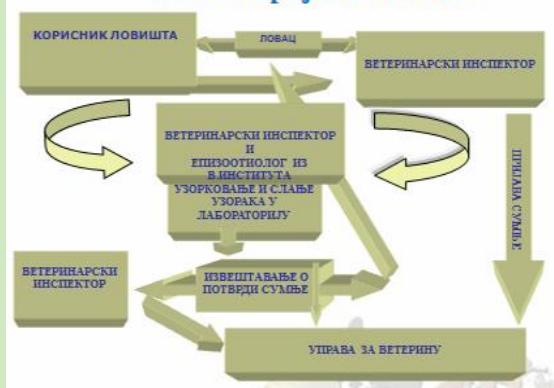 КОРИСНИК ЛОВИШТА
ЛОВАЦ
ВЕТЕРИНАРСКИ ИНСПЕКТОР
ВЕТЕРИНАРСКИ ИНСПЕКТОР
И
ЕПИЗООТИОЛОГ ИЗ
В.ИНСТИТУТА
УЗОРКОВАЊЕ И СЛАЊЕ
УЗОРАКА У
ЛАБОРАТОРИЈУ
ПРИЈАВА СУМЊЕ
ВЕТЕРИНАРСКИ
ИНСПЕКТОР
ИЗВЕШТАВАЊЕ О
ПОТВРДИ СУМЊЕ
УПРАВА ЗА ВЕТЕРИНУ